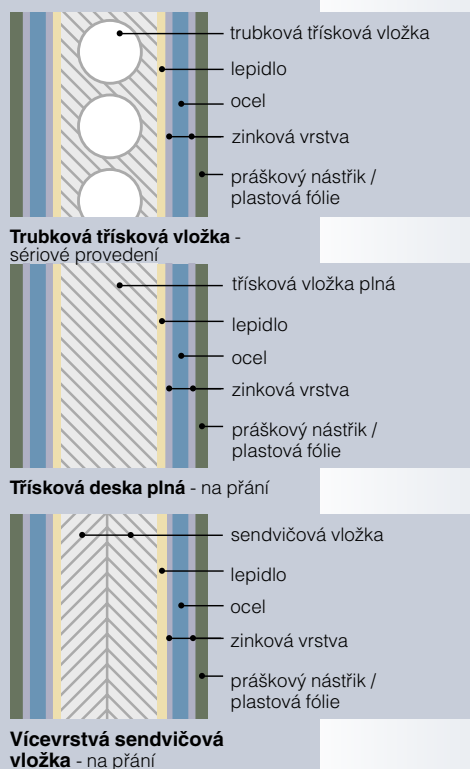 trubková třísková vložka
lepidlo
ocel
zinková vrstva
práškový nástřik /
plastová fólie
Trubková třísková vložka -
sériové provedení
třísková vložka plná
lepidlo
ocel
zinková vrstva
práškový nástřik /
plastová fólie
Třísková deska plná - na přání
sendvičová vložka
lepidlo
ocel
zinková vrstva
práškový nástřik /
plastová fólie
Vícevrstvá sendvičová
vložka - na přání